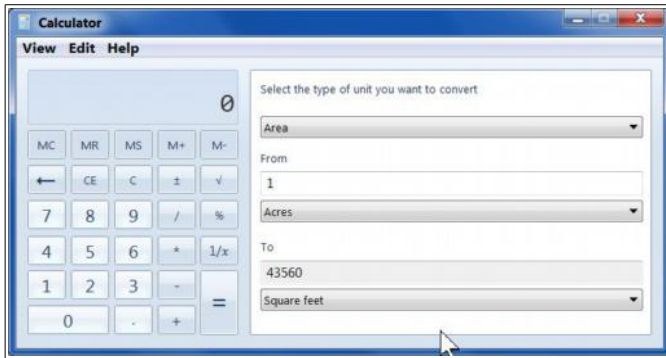 Calculator
View Edit Help
0
MC MR MS M+ M-
← CE C ± √
7 8 9 / %
4 5 6 * 1/x
1 2 3 - =
0 . +
Select the type of unit you want to convert
Area
From
1
Acres
To
43560
Square feet